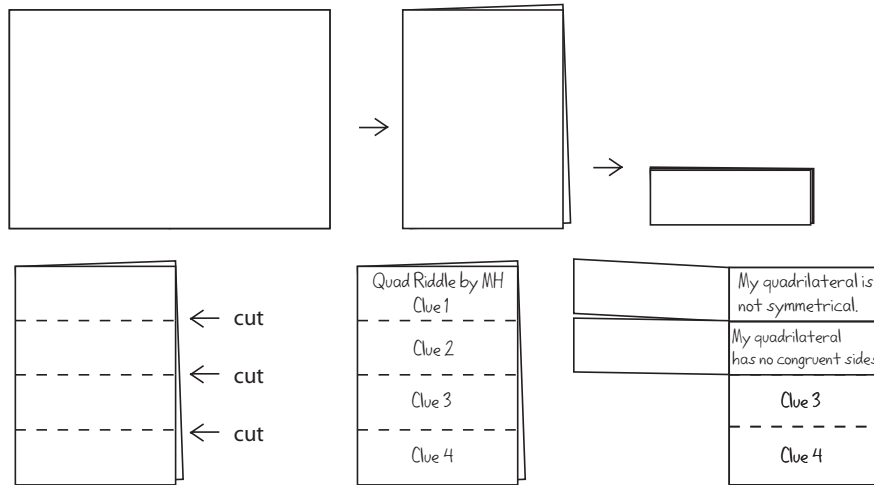 cut
cut
cut
Quad Riddle by MH
Clue 1
Clue 2
Clue 3
Clue 4
My quadrilateral is
not symmetrical.
My quadrilateral
has no congruent sides
Clue 3
Clue 4